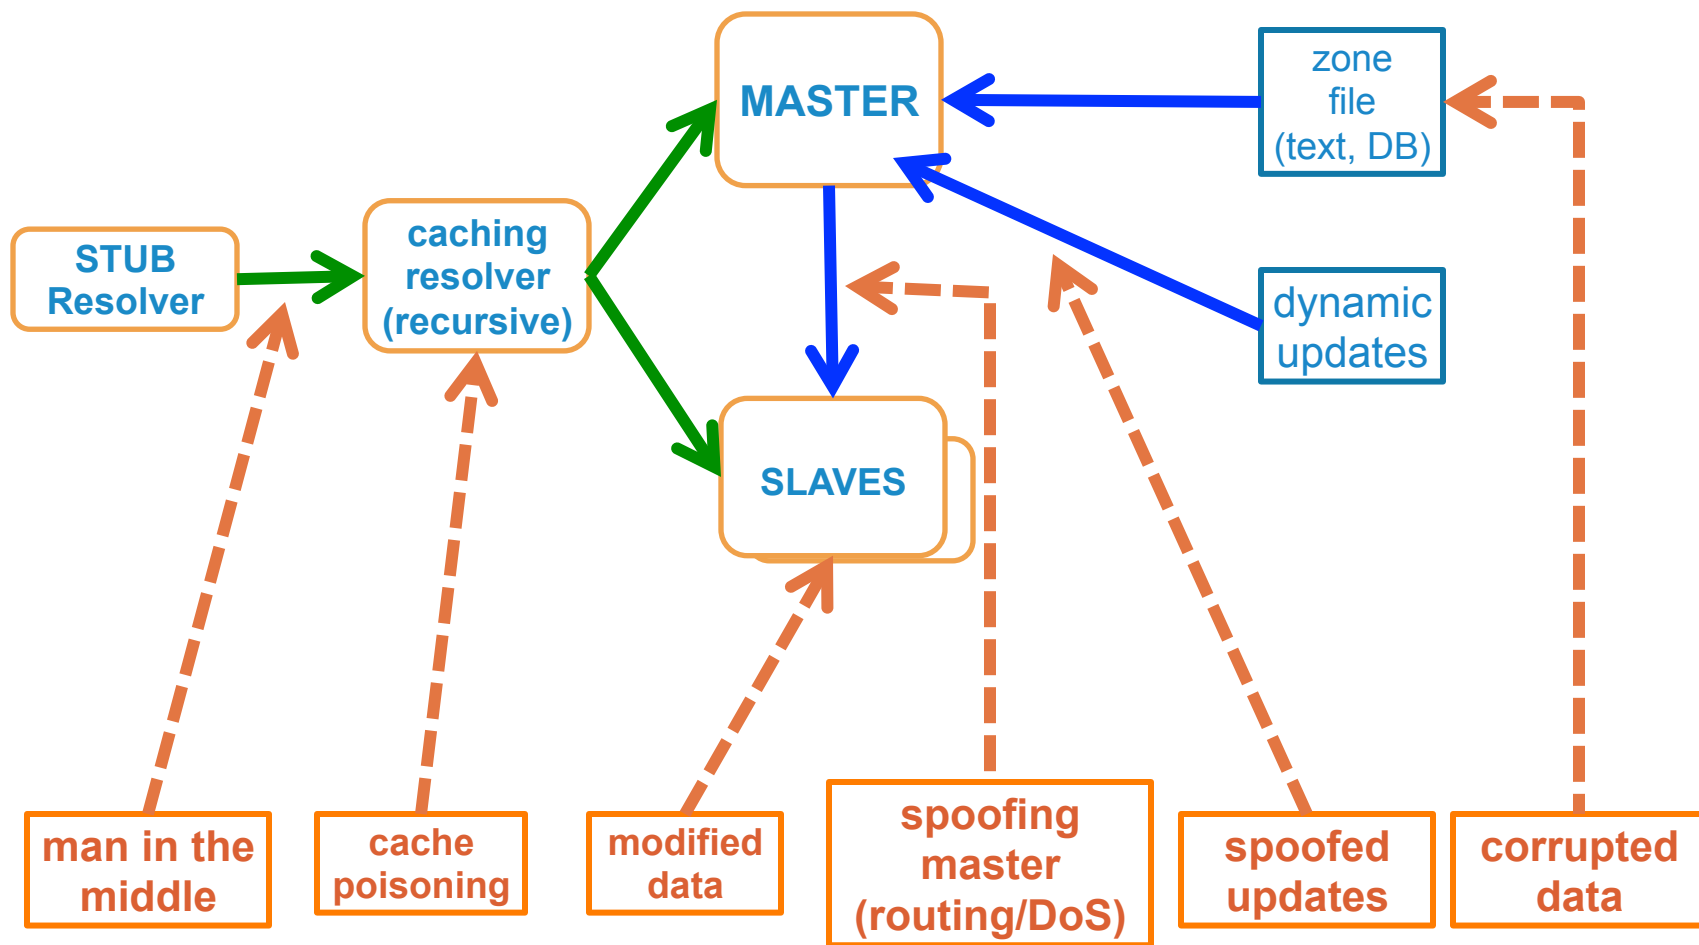 MASTER
zone
file
(text, DB)
STUB
Resolver
caching
resolver
(recursive)
dynamic
updates
SLAVES
man in the
middle
cache
poisoning
modified
data
spoofing
master
(routing/DoS)
spoofed
updates
corrupted
data